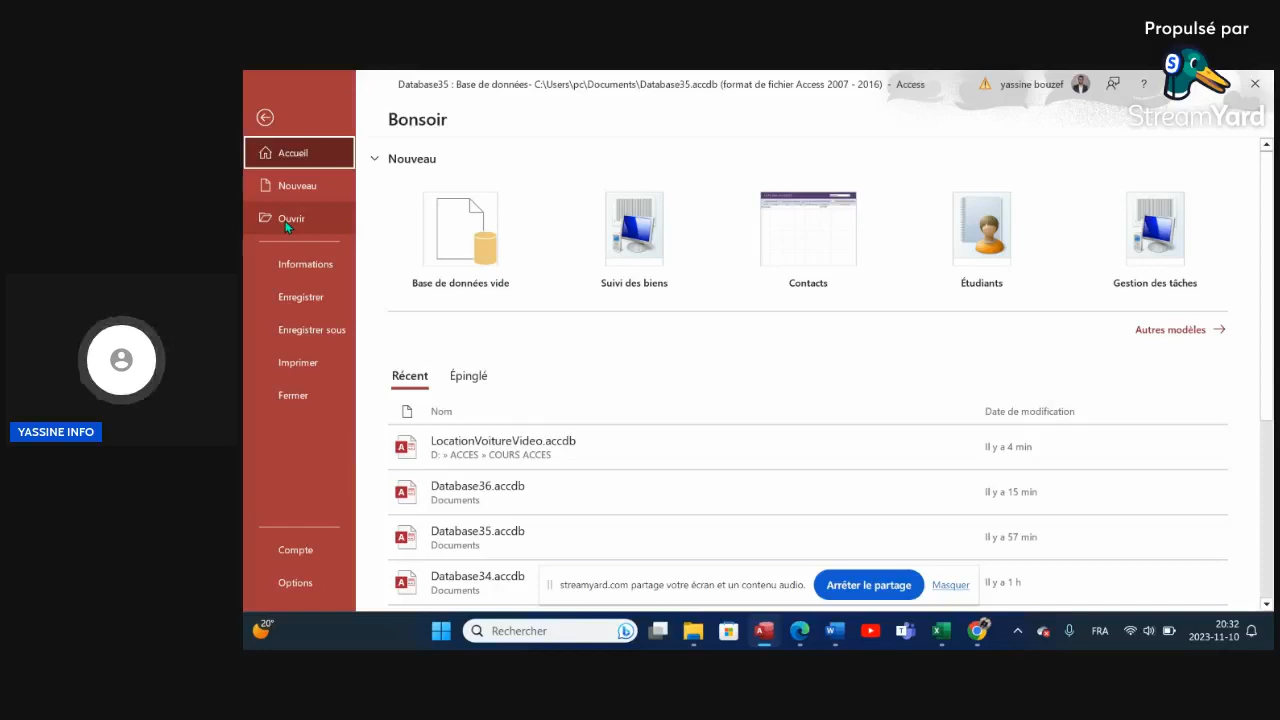 Propulsé par
StreamYard
Database35 : Base de données- C:\Users\pc\Documents\Database35.accdb (format de fichier Access 2007 - 2016) - Access
yassine bouzef
?
Bonsoir
Accueil
Nouveau
Ouvrir
Informations
Enregistrer
Enregistrer sous
Imprimer
Fermer
Compte
Options
Nouveau
Base de données vide
Suivi des biens
Contacts
Étudiants
Gestion des tâches
Autres modèles
Récent
Épinglé
Nom
Date de modification
LocationVoitureVideo.accdb
D: » ACCES » COURS ACCES
Il y a 4 min
Database36.accdb
Documents
Il y a 15 min
Database35.accdb
Documents
Il y a 57 min
Database34.accdb
Documents
Il y a 1 h
streamyard.com partage votre écran et un contenu audio.
Arrêter le partage
Masquer
YASSINE INFO
20°
Rechercher
FRA
20:32
2023-11-10